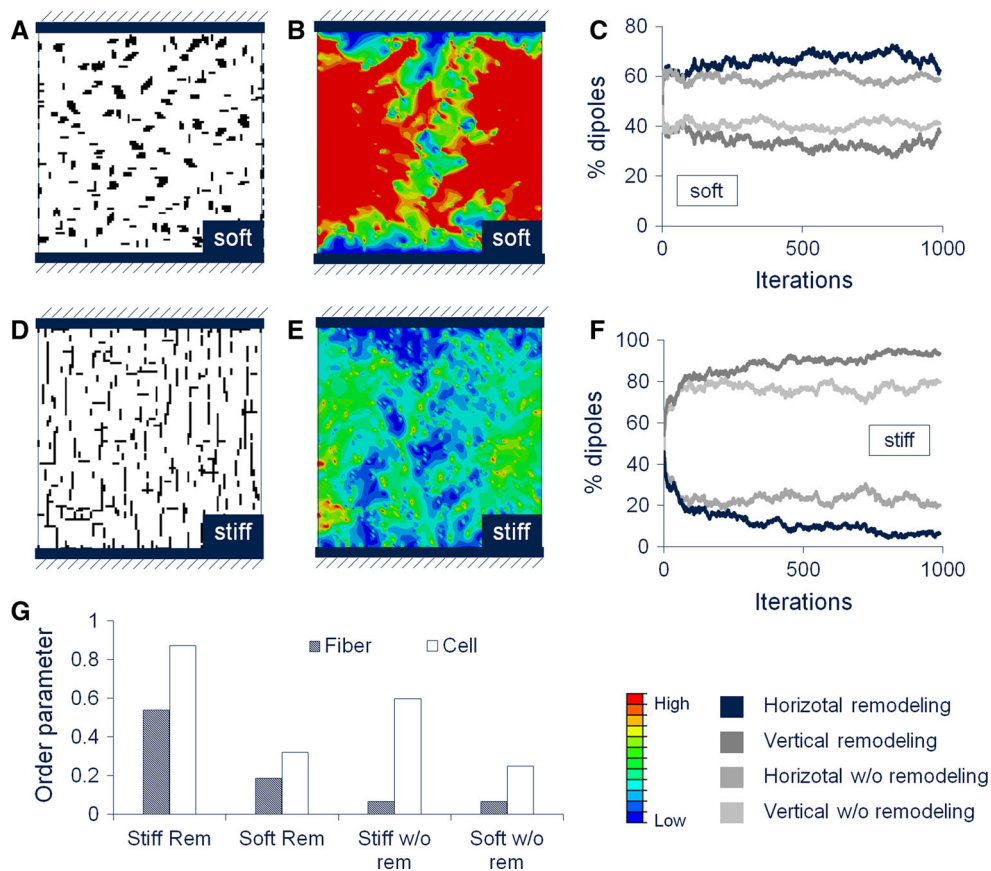 A
soft
B
soft
C
80
60
40
20
0
% dipoles
soft
0
500
1000
Iterations
D
stiff
E
stiff
F
100
80
60
40
20
0
% dipoles
stiff
0
500
1000
Iterations
G
1
0.8
0.6
0.4
0.2
0
Order parameter
Fiber
Cell
Stiff Rem
Soft Rem
Stiff w/o
rem
Soft w/o
rem
High
Low
Horizotal remodeling
Vertical remodeling
Horizotal w/o remodeling
Vertical w/o remodeling